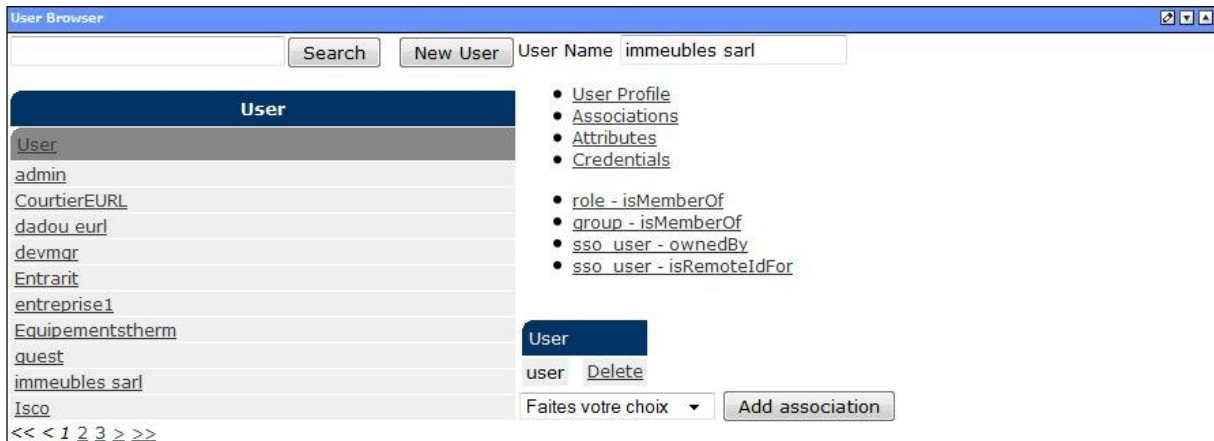 User Browser
Search New User User Name immeubles sarl
User
User
admin
CourtierEURL
dadou eurl
devmgr
Entrarit
entreprise1
Equipementstherm
guest
immeubles sarl
Isco
<< < 1 2 3 > >>
User Profile
Associations
Attributes
Credentials
role - isMemberOf
group - isMemberOf
sso_user - ownedBy
sso_user - isRemoteIdFor
User
user Delete
Faites votre choix Add association